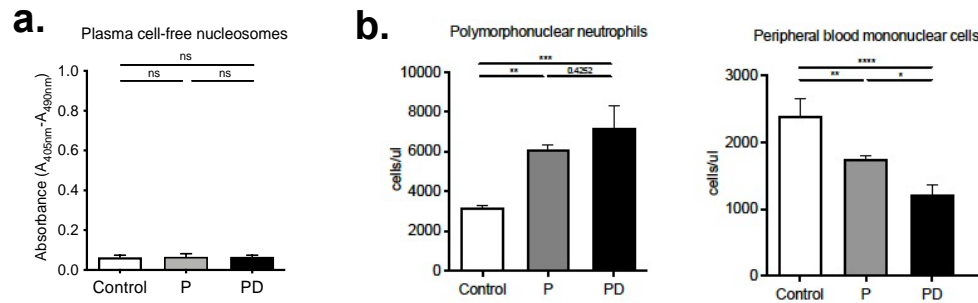 a.
Plasma cell-free nucleosomes
ns
ns
ns
Absorbance (A405nm-A490nm)
1.0
0.8
0.6
0.4
0.2
0.0
Control
P
PD
b.
Polymorphonuclear neutrophils
***
**
0.4252
cells/ul
10000
8000
6000
4000
2000
0
Control
P
PD
Peripheral blood mononuclear cells
****
**
*
cells/ul
3000
2000
1000
0
Control
P
PD